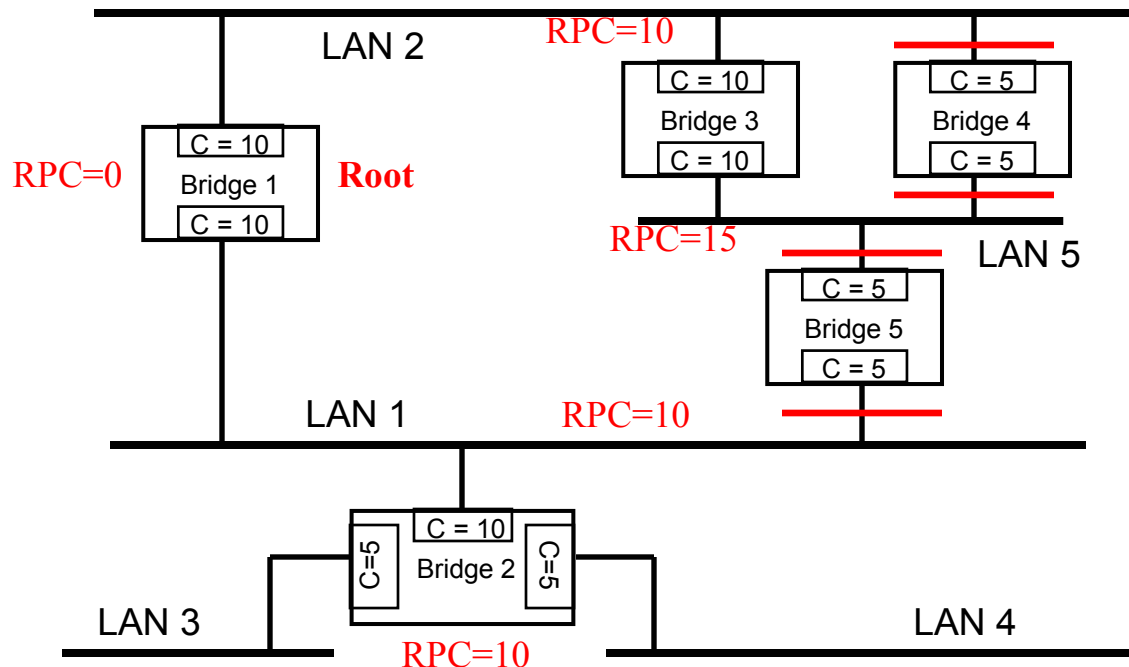 RPC=10
LAN 2
C = 10
Bridge 3
C = 10
C = 5
Bridge 4
C = 5
RPC=0
C = 10
Bridge 1
C = 10
Root
RPC=15
LAN 5
C = 5
Bridge 5
C = 5
LAN 1
RPC=10
C=5
C = 10
Bridge 2
C=5
LAN 3
RPC=10
LAN 4